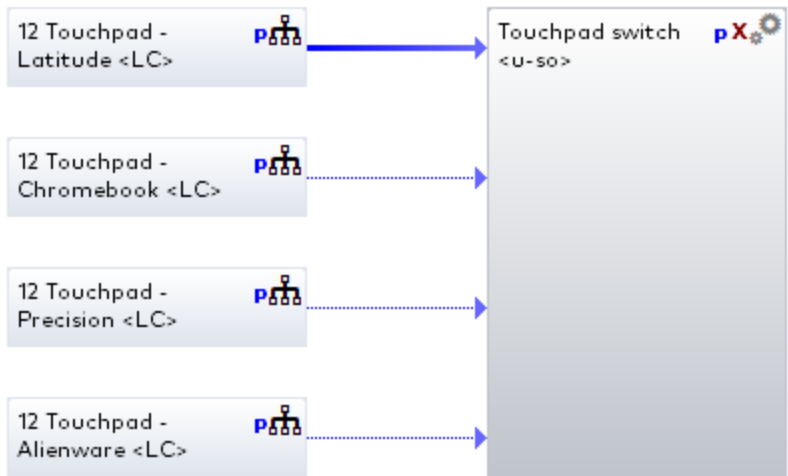 12 Touchpad -
Latitude <LC>
p
Touchpad switch
<u-so>
p X
12 Touchpad -
Chromebook <LC>
p
12 Touchpad -
Precision <LC>
p
12 Touchpad -
Alienware <LC>
p